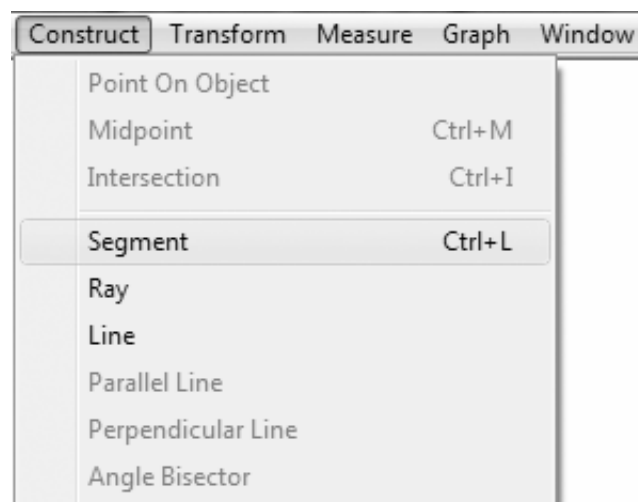 Construct Transform Measure Graph Window
Point On Object
Midpoint Ctrl+M
Intersection Ctrl+I
Segment Ctrl+L
Ray
Line
Parallel Line
Perpendicular Line
Angle Bisector